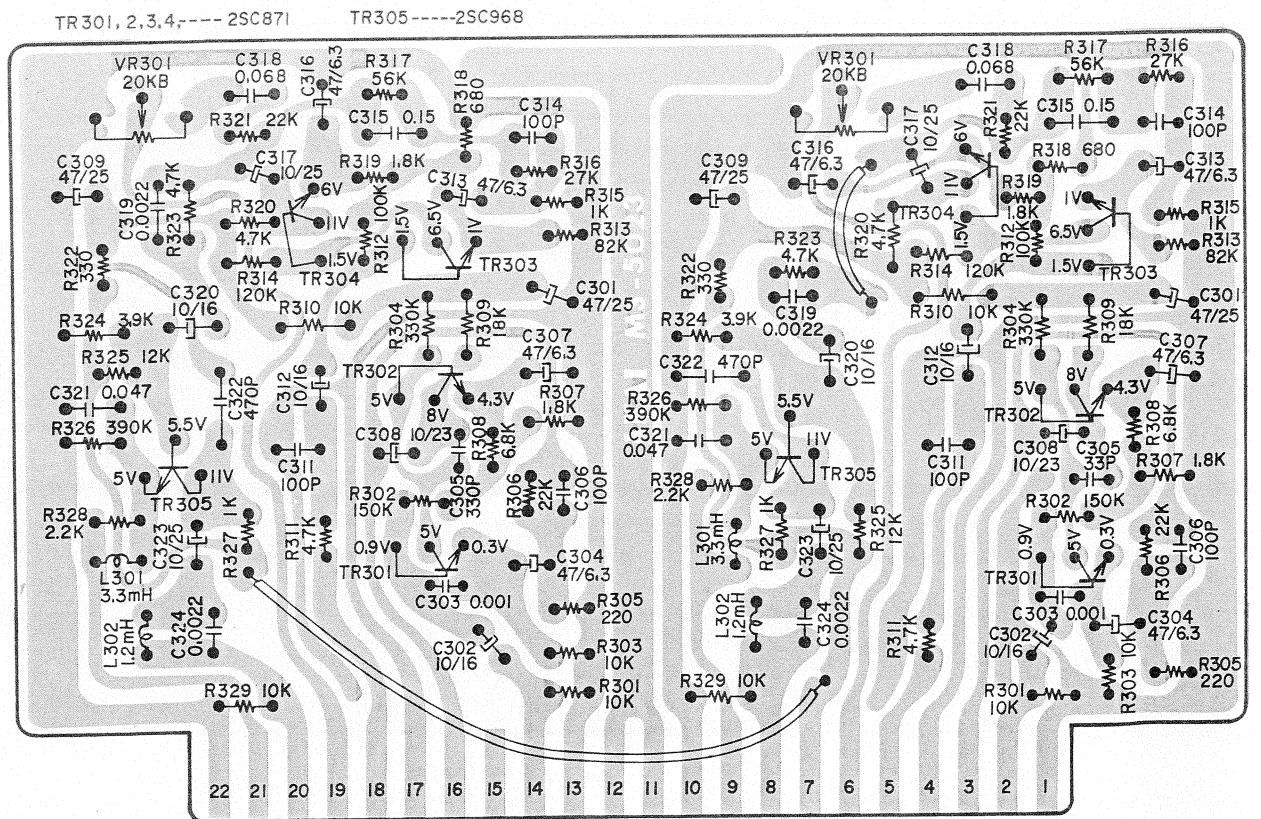 TR301, 2,3,4,---- 2SC871 TR305-----2SC968
VR301
20KB
C318
0.068
C316
47/6.3
R317
56K
R318
680
R321 22K
C315 0.15
C314
100P
C309
47/25
C319
0.0022
4.7K
R323
C317
10/25
6V
R319 1.8K
C313 47/6.3
R316
27K
R320
4.7K
11V
R312 100K
1.5V
6.5V
1V
R315
1K
R313
82K
R322
330
R314
120K
1.5V
TR304
TR303
C320
10/16
R310 10K
R304
330K
R309
18K
C301
47/25
R324 3.9K
R325 12K
C307
47/6.3
C321 0.047
C322
470P
C312
10/16
TR302
5V
8V
4.3V
R307
1.8K
R326 390K
5.5V
C308 10/23
R308
6.8K
C311
100P
5V
11V
TR305
R302
150K
C305
330P
R306
22K
C306
100P
R328
2.2K
C323
10/25
R327 1K
R311
4.7K
0.9V
5V
0.3V
TR301
C304
47/6.3
L301
3.3mH
C303 0.001
R305
220
L302
1.2mH
C324
0.0022
C302
10/16
R303
10K
R329 10K
R301
10K
VR301
20KB
C318
0.068
R317
56K
R316
27K
C317
10/25
6V
R321
22K
C315 0.15
C314
100P
C309
47/25
C316
47/6.3
R318 680
C313
47/6.3
11V
R319
1.8K
1V
R320
4.7K
TR304
1.5V
R312
100K
6.5V
R315
1K
R313
82K
R322
330
R323
4.7K
R314 120K
1.5V
TR303
C319
0.0022
R310 10K
R304
330K
R309
18K
C301
47/25
R324 3.9K
C320
10/16
C312
10/16
C307
47/6.3
C322 470P
5V
8V
4.3V
R326
390K
5.5V
TR302
R308
6.8K
C321
0.047
5V
11V
C311
100P
C308
10/23
C305
33P
R307 1.8K
TR305
R328
2.2K
R302 150K
L301
3.3mH
R327 1K
C323
10/25
R325
12K
0.9V
5V
0.3V
R306 22K
C306
100P
TR301
L302
1.2mH
C324
0.0022
R311
4.7K
C303 0.001
C302
10/16
C304
47/6.3
R303 10K
R305
220
R329 10K
R301
10K
22 21 20 19 18 17 16 15 14 13 12 11 10 9 8 7 6 5 4 3 2 1